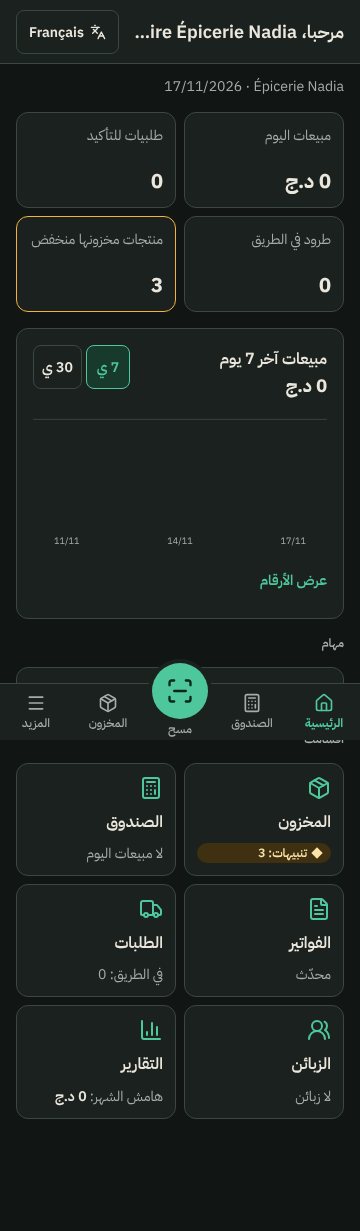 مرحبا، ire Épicerie Nadia...
Français
17/11/2026 · Épicerie Nadia
مبيعات اليوم
0 د.ج
طلبيات للتأكيد
0
طرود في الطريق
0
منتجات مخزونها منخفض
3
مبيعات آخر 7 يوم
0 د.ج
7 ي
30 ي
17/11
14/11
11/11
عرض الأرقام
مهام
الرئيسية
الصندوق
مسح
المخزون
المزيد
المخزون
◆ تنبيهات: 3
الصندوق
لا مبيعات اليوم
الفواتير
محدّث
الطلبات
في الطريق: 0
الزبائن
لا زبائن
التقارير
هامش الشهر: 0 د.ج